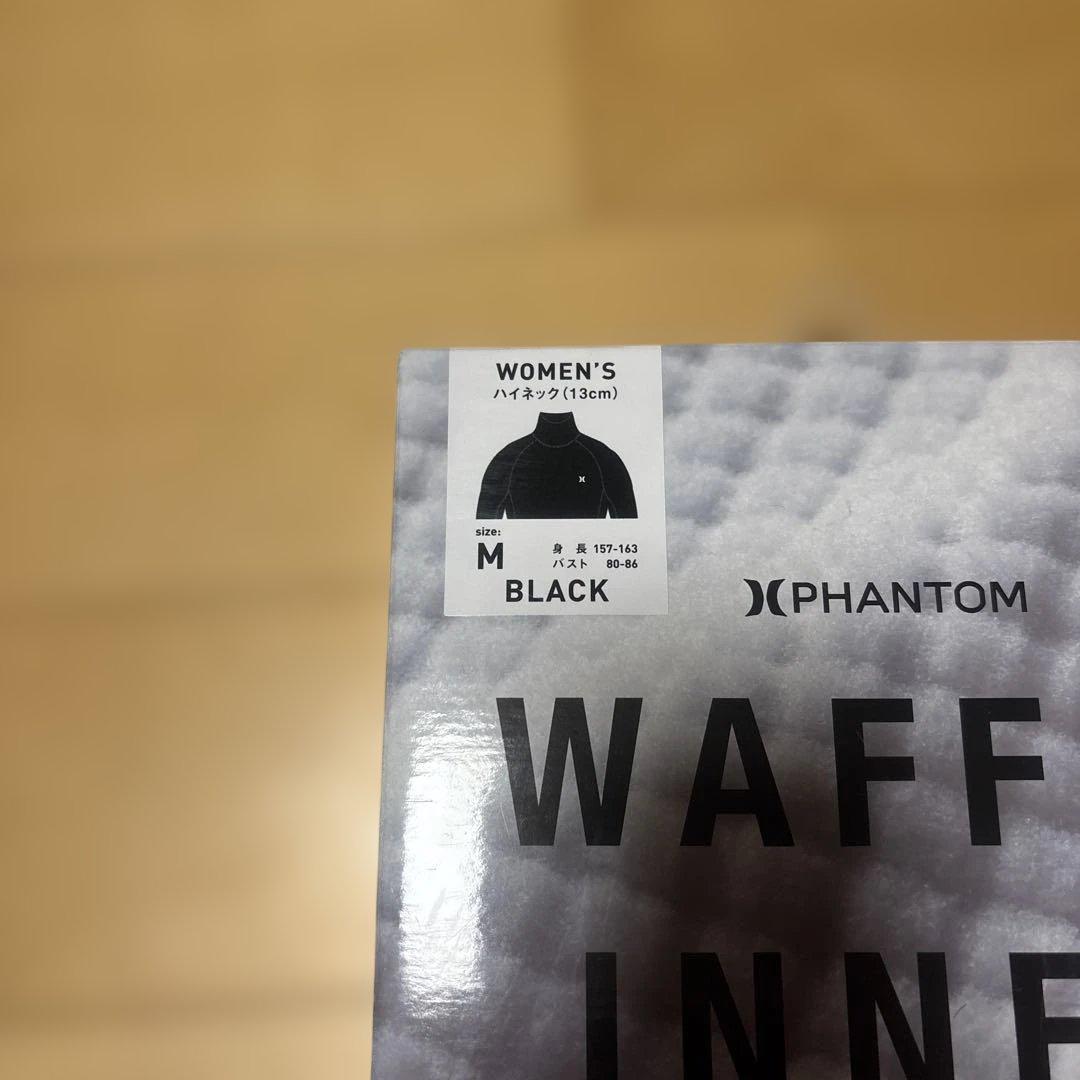 WOMEN'S
ハイネック(13cm)
size:
M
身 長 157-163
バスト 80-86
BLACK
PHANTOM
WAFF
INN